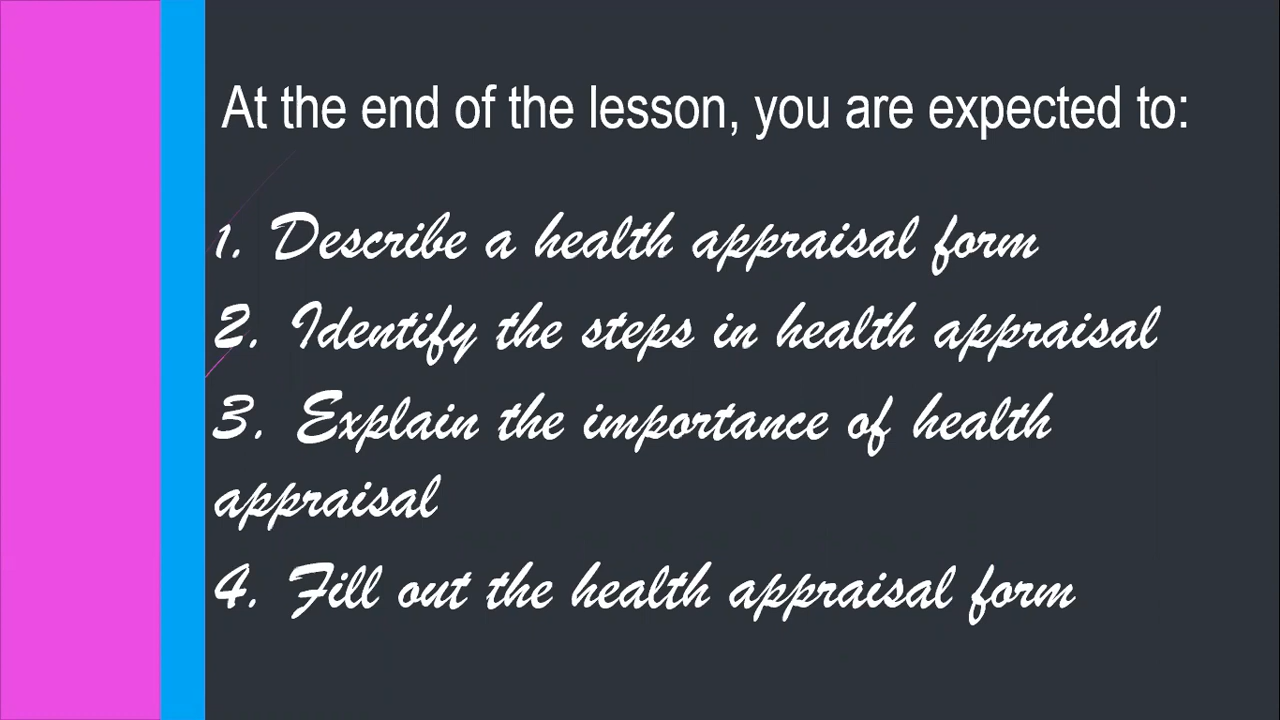 At the end of the lesson, you are expected to:
1. Describe a health appraisal form
2. Identify the steps in health appraisal
3. Explain the importance of health
appraisal
4. Fill out the health appraisal form